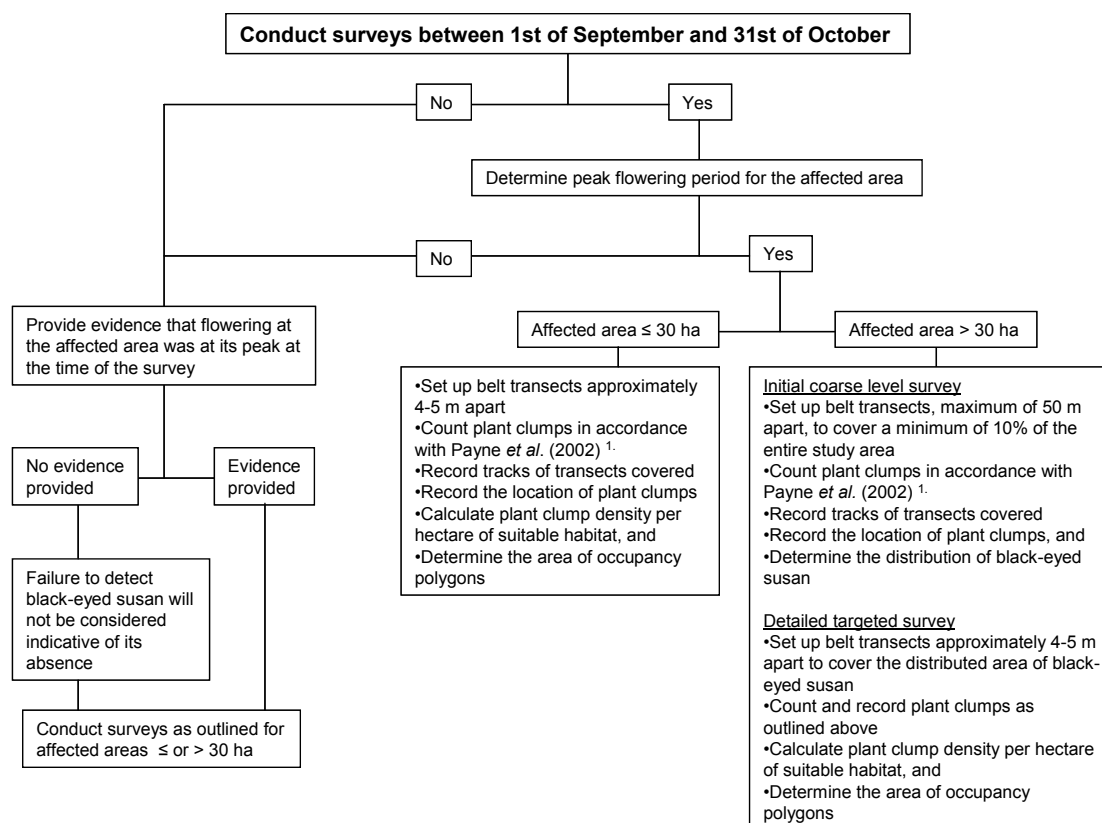 Conduct surveys between 1st of September and 31st of October
No
Yes
Determine peak flowering period for the affected area
No
Yes
Provide evidence that flowering at
the affected area was at its peak at
the time of the survey
No evidence
provided
Evidence
provided
Failure to detect
black-eyed susan will
not be considered
indicative of its
absence
Conduct surveys as outlined for
affected areas ≤ or > 30 ha
Affected area ≤ 30 ha
•Set up belt transects approximately
4-5 m apart
•Count plant clumps in accordance
with Payne et al. (2002) 1.
•Record tracks of transects covered
•Record the location of plant clumps
•Calculate plant clump density per
hectare of suitable habitat, and
•Determine the area of occupancy
polygons
Affected area > 30 ha
Initial coarse level survey
•Set up belt transects, maximum of 50 m
apart, to cover a minimum of 10% of the
entire study area
•Count plant clumps in accordance with
Payne et al. (2002) 1.
•Record tracks of transects covered
•Record the location of plant clumps, and
•Determine the distribution of black-eyed
susan
Detailed targeted survey
•Set up belt transects approximately 4-5 m
apart to cover the distributed area of black-
eyed susan
•Count and record plant clumps as
outlined above
•Calculate plant clump density per hectare
of suitable habitat, and
•Determine the area of occupancy
polygons